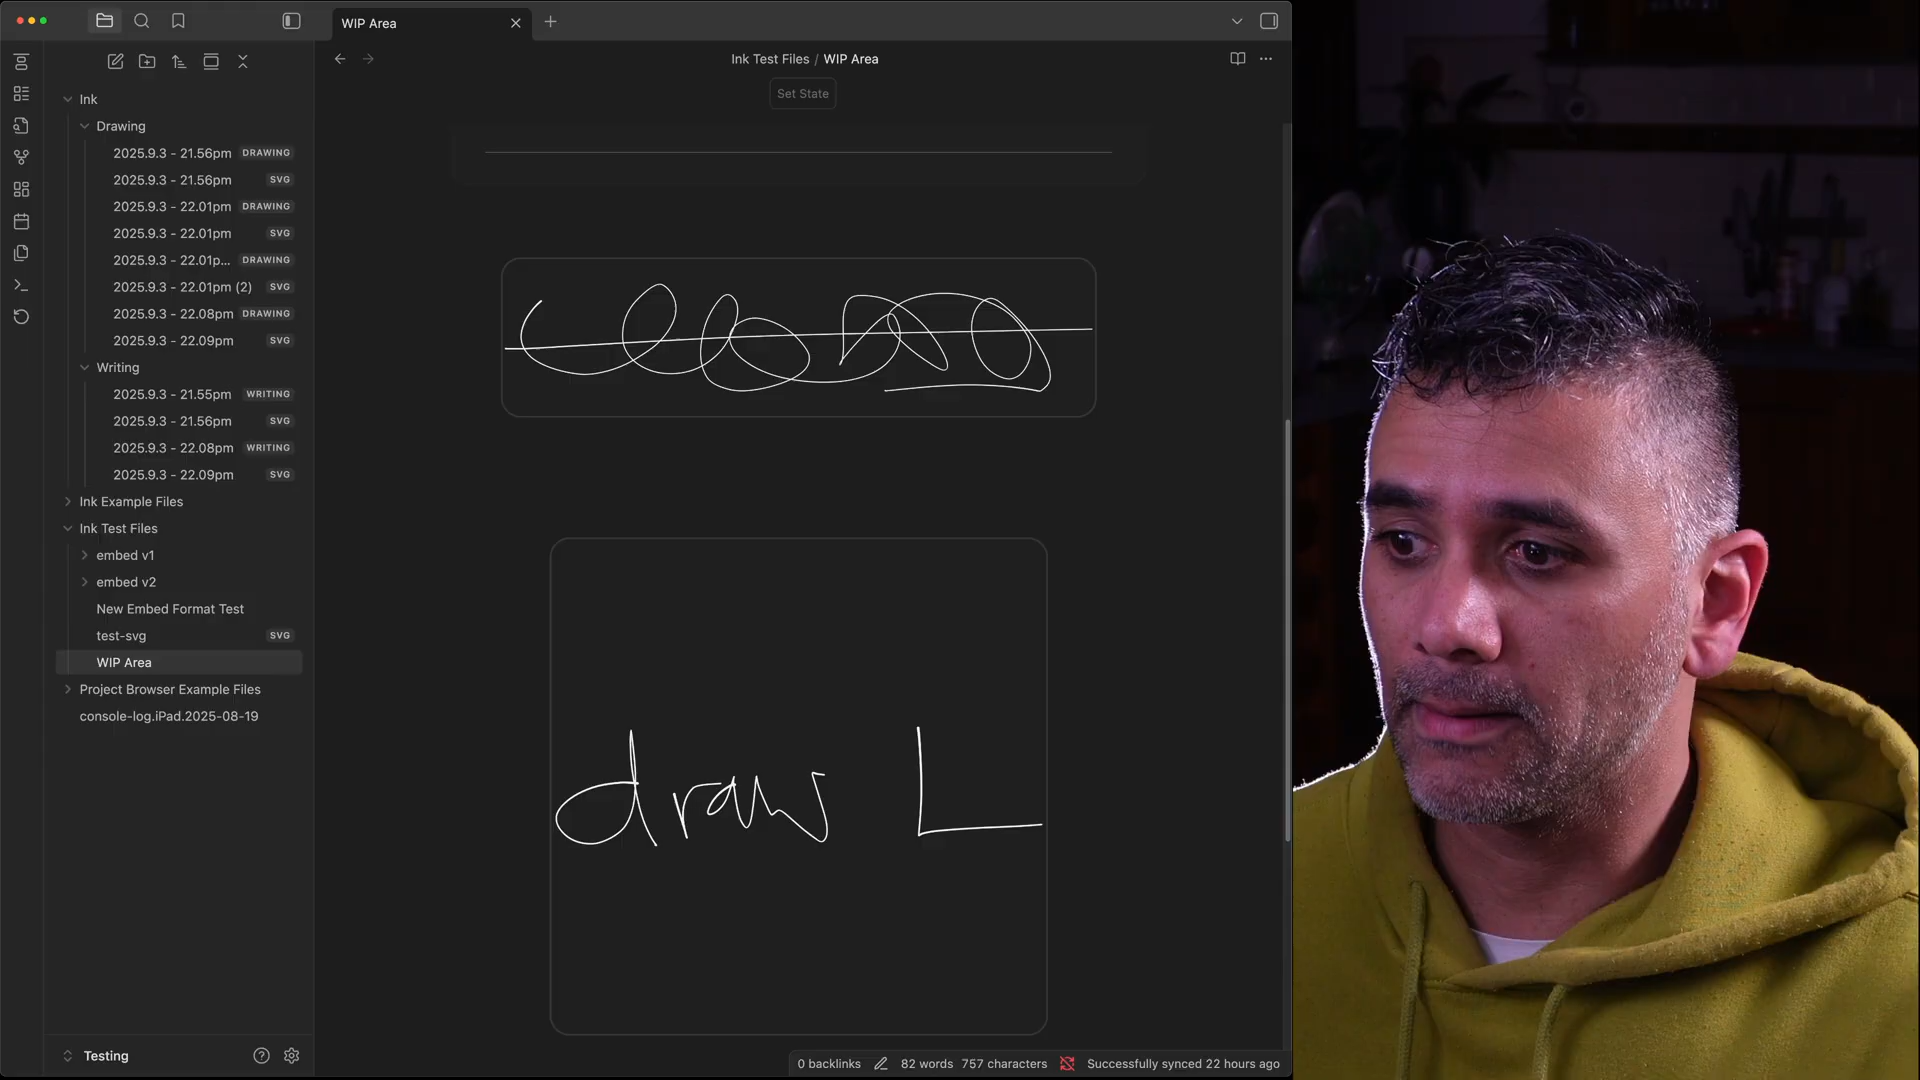 WIP Area
Ink Test Files / WIP Area
Set State
Ink
Drawing
2025.9.3 - 21.56pm DRAWING
2025.9.3 - 21.56pm SVG
2025.9.3 - 22.01pm DRAWING
2025.9.3 - 22.01pm SVG
2025.9.3 - 22.01p... DRAWING
2025.9.3 - 22.01pm (2) SVG
2025.9.3 - 22.08pm DRAWING
2025.9.3 - 22.09pm SVG
Writing
2025.9.3 - 21.55pm WRITING
2025.9.3 - 21.56pm SVG
2025.9.3 - 22.08pm WRITING
2025.9.3 - 22.09pm SVG
Ink Example Files
Ink Test Files
embed v1
embed v2
New Embed Format Test
test-svg SVG
WIP Area
Project Browser Example Files
console-log.iPad.2025-08-19
Testing
draw L
0 backlinks 82 words 757 characters Successfully synced 22 hours ago